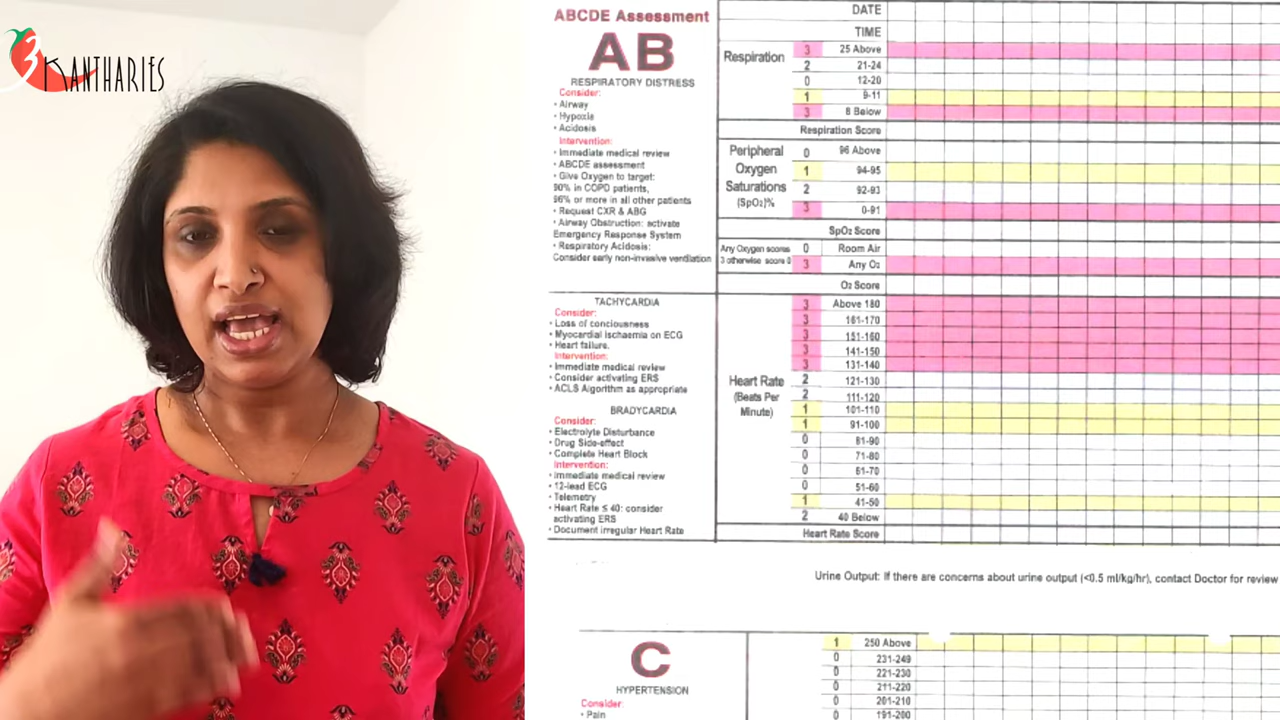 3 KANTHARIES
ABCDE Assessment
AB
RESPIRATORY DISTRESS
Consider:
• Airway
• Hypoxia
• Acidosis
Intervention:
• Immediate medical review
• ABCDE assessment
• Give Oxygen to target:
90% in COPD patients,
96% or more in all other patients
• Request CXR & ABG
• Airway Obstruction: activate
Emergency Response System
• Respiratory Acidosis:
Consider early non-invasive ventilation
DATE
TIME
Respiration
3 25 Above
2 21-24
0 12-20
1 9-11
3 8 Below
Respiration Score
Peripheral
Oxygen
Saturations
(SpO2)%
0 96 Above
1 94-95
2 92-93
3 0-91
SpO2 Score
Any Oxygen scores
3 otherwise score 0
0 Room Air
3 Any O2
O2 Score
TACHYCARDIA
Consider:
• Loss of conciousness
• Myocardial ischaemia on ECG
• Heart failure.
Intervention:
• Immediate medical review
• Consider activating ERS
• ACLS Algorithm as appropriate
BRADYCARDIA
Consider:
• Electrolyte Disturbance
• Drug Side-effect
• Complete Heart Block
Intervention:
• Immediate medical review
• 12-lead ECG
• Telemetry
• Heart Rate ≤ 40: consider
activating ERS
• Document irregular Heart Rate
Heart Rate
(Beats Per
Minute)
3 Above 180
3 161-170
3 151-160
3 141-150
3 131-140
2 121-130
2 111-120
1 101-110
1 91-100
0 81-90
0 71-80
0 61-70
0 51-60
1 41-50
2 40 Below
Heart Rate Score
Urine Output: If there are concerns about urine output (<0.5 ml/kg/hr), contact Doctor for review
C
HYPERTENSION
Consider:
• Pain
1 250 Above
0 231-249
0 221-230
0 211-220
0 201-210
0 191-200